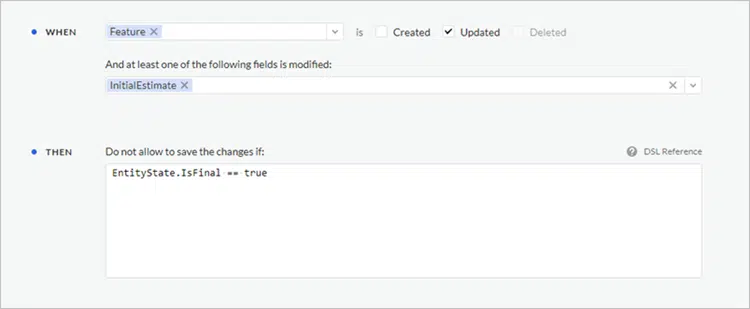 WHEN Feature × is Created Updated Deleted
And at least one of the following fields is modified:
InitialEstimate ×
THEN Do not allow to save the changes if: ? DSL Reference
EntityState.IsFinal == true